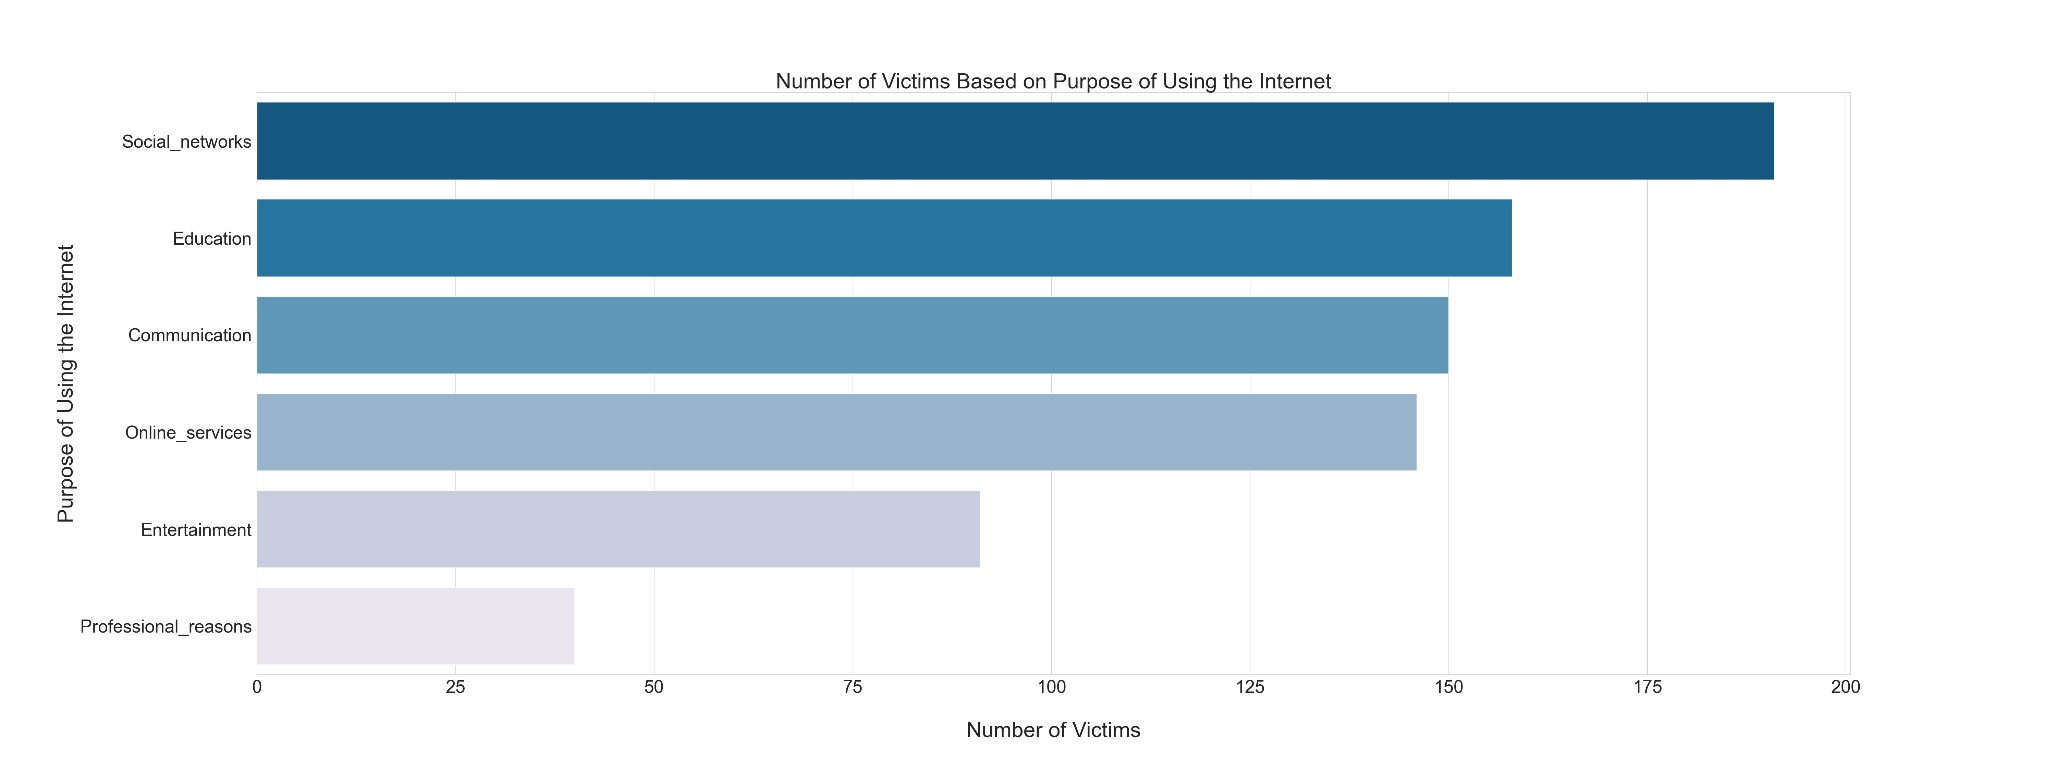 Number of Victims Based on Purpose of Using the Internet
Purpose of Using the Internet
Social_networks
Education
Communication
Online_services
Entertainment
Professional_reasons
0 25 50 75 100 125 150 175 200
Number of Victims